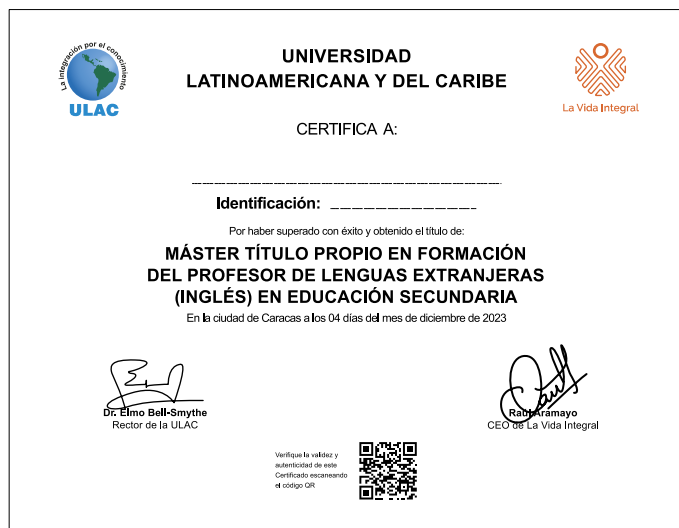 La integración por el conocimiento
ULAC
UNIVERSIDAD
LATINOAMERICANA Y DEL CARIBE
La Vida Integral
CERTIFICA A:
Identificación:
Por haber superado con éxito y obtenido el título de:
MÁSTER TÍTULO PROPIO EN FORMACIÓN
DEL PROFESOR DE LENGUAS EXTRANJERAS
(INGLÉS) EN EDUCACIÓN SECUNDARIA
En la ciudad de Caracas a los 04 días del mes de diciembre de 2023
Dr. Elmo Bell-Smythe
Rector de la ULAC
Raúl Aramayo
CEO de La Vida Integral
Verifique la validez y
autenticidad de este
Certificado escaneando
el código QR